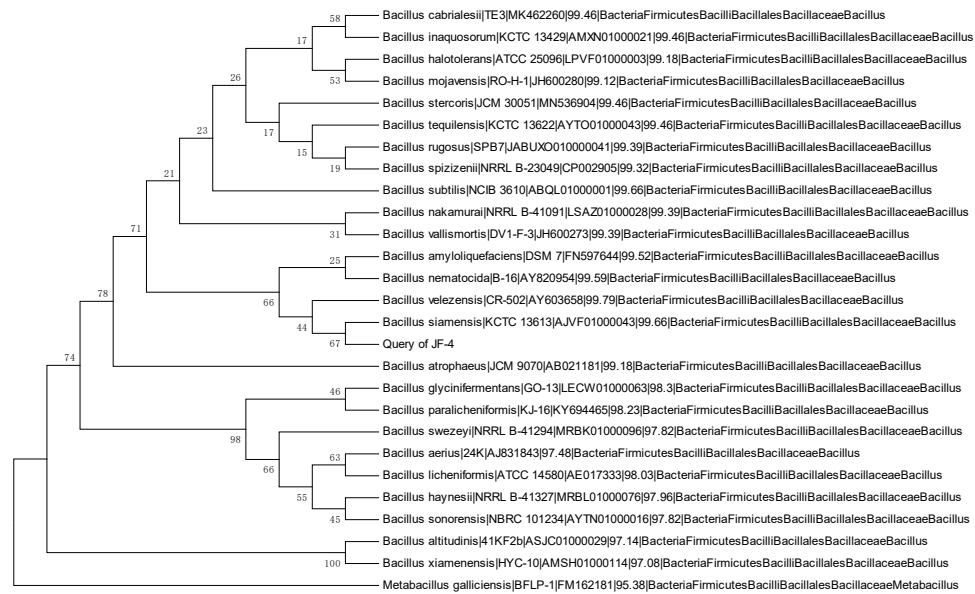 58
Bacillus cabrialesii|TE3|MK462260|99.46|BacteriaFirmicutesBacilliBacillalesBacillaceaeBacillus
17
Bacillus inaquosorum|KCTC 13429|AMXN01000021|99.46|BacteriaFirmicutesBacilliBacillalesBacillaceaeBacillus
Bacillus halotolerans|ATCC 25096|LPVF01000003|99.18|BacteriaFirmicutesBacilliBacillalesBacillaceaeBacillus
26
53
Bacillus mojavensis|RO-H-1|JH600280|99.12|BacteriaFirmicutesBacilliBacillalesBacillaceaeBacillus
Bacillus stercoris|JCM 30051|MN536904|99.46|BacteriaFirmicutesBacilliBacillalesBacillaceaeBacillus
17
Bacillus tequilensis|KCTC 13622|AYTO01000043|99.46|BacteriaFirmicutesBacilliBacillalesBacillaceaeBacillus
23
Bacillus rugosus|SPB7|JABUXO010000041|99.39|BacteriaFirmicutesBacilliBacillalesBacillaceaeBacillus
15
19
Bacillus spizizenii|NRRL B-23049|CP002905|99.32|BacteriaFirmicutesBacilliBacillalesBacillaceaeBacillus
21
Bacillus subtilis|NCIB 3610|ABQL01000001|99.66|BacteriaFirmicutesBacilliBacillalesBacillaceaeBacillus
Bacillus nakamurai|NRRL B-41091|LSAZ01000028|99.39|BacteriaFirmicutesBacilliBacillalesBacillaceaeBacillus
71
31
Bacillus vallismortis|DV1-F-3|JH600273|99.39|BacteriaFirmicutesBacilliBacillalesBacillaceaeBacillus
Bacillus amyloliquefaciens|DSM 7|FN597644|99.52|BacteriaFirmicutesBacilliBacillalesBacillaceaeBacillus
25
Bacillus nematocida|B-16|AY820954|99.59|BacteriaFirmicutesBacilliBacillalesBacillaceaeBacillus
78
66
Bacillus velezensis|CR-502|AY603658|99.79|BacteriaFirmicutesBacilliBacillalesBacillaceaeBacillus
44
Bacillus siamensis|KCTC 13613|AJVF01000043|99.66|BacteriaFirmicutesBacilliBacillalesBacillaceaeBacillus
67
Query of JF-4
74
Bacillus atrophaeus|JCM 9070|AB021181|99.18|BacteriaFirmicutesBacilliBacillalesBacillaceaeBacillus
Bacillus glycinifermentans|GO-13|LECW01000063|98.3|BacteriaFirmicutesBacilliBacillalesBacillaceaeBacillus
46
Bacillus paralicheniformis|KJ-16|KY694465|98.23|BacteriaFirmicutesBacilliBacillalesBacillaceaeBacillus
98
Bacillus swezeyi|NRRL B-41294|MRBK01000096|97.82|BacteriaFirmicutesBacilliBacillalesBacillaceaeBacillus
66
63
Bacillus aerius|24K|AJ831843|97.48|BacteriaFirmicutesBacilliBacillalesBacillaceaeBacillus
Bacillus licheniformis|ATCC 14580|AE017333|98.03|BacteriaFirmicutesBacilliBacillalesBacillaceaeBacillus
55
Bacillus haynesii|NRRL B-41327|MRBL01000076|97.96|BacteriaFirmicutesBacilliBacillalesBacillaceaeBacillus
45
Bacillus sonorensis|NBRC 101234|AYTN01000016|97.82|BacteriaFirmicutesBacilliBacillalesBacillaceaeBacillus
Bacillus altitudinis|41KF2b|ASJC01000029|97.14|BacteriaFirmicutesBacilliBacillalesBacillaceaeBacillus
100
Bacillus xiamenensis|HYC-10|AMSH01000114|97.08|BacteriaFirmicutesBacilliBacillalesBacillaceaeBacillus
Metabacillus galliciensis|BFLP-1|FM162181|95.38|BacteriaFirmicutesBacilliBacillalesBacillaceaeMetabacillus